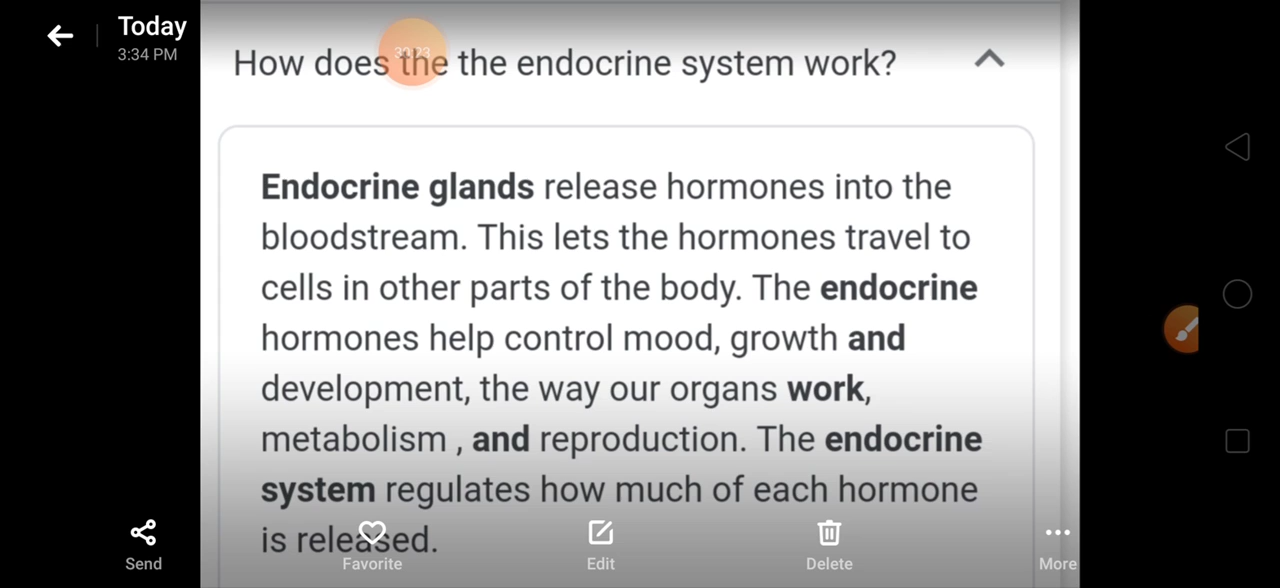 Today
3:34 PM
How does the the endocrine system work?
Endocrine glands release hormones into the
bloodstream. This lets the hormones travel to
cells in other parts of the body. The endocrine
hormones help control mood, growth and
development, the way our organs work,
metabolism , and reproduction. The endocrine
system regulates how much of each hormone
is released.
Send
Favorite
Edit
Delete
More